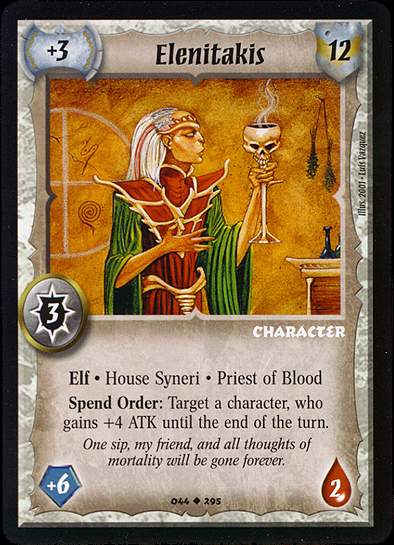 +3
Elenitakis
12
Illus. 2001 • Luis Vazquez
3
CHARACTER
Elf • House Syneri • Priest of Blood
Spend Order: Target a character, who
gains +4 ATK until the end of the turn.
One sip, my friend, and all thoughts of
mortality will be gone forever.
+6
044 ◆ 295
2